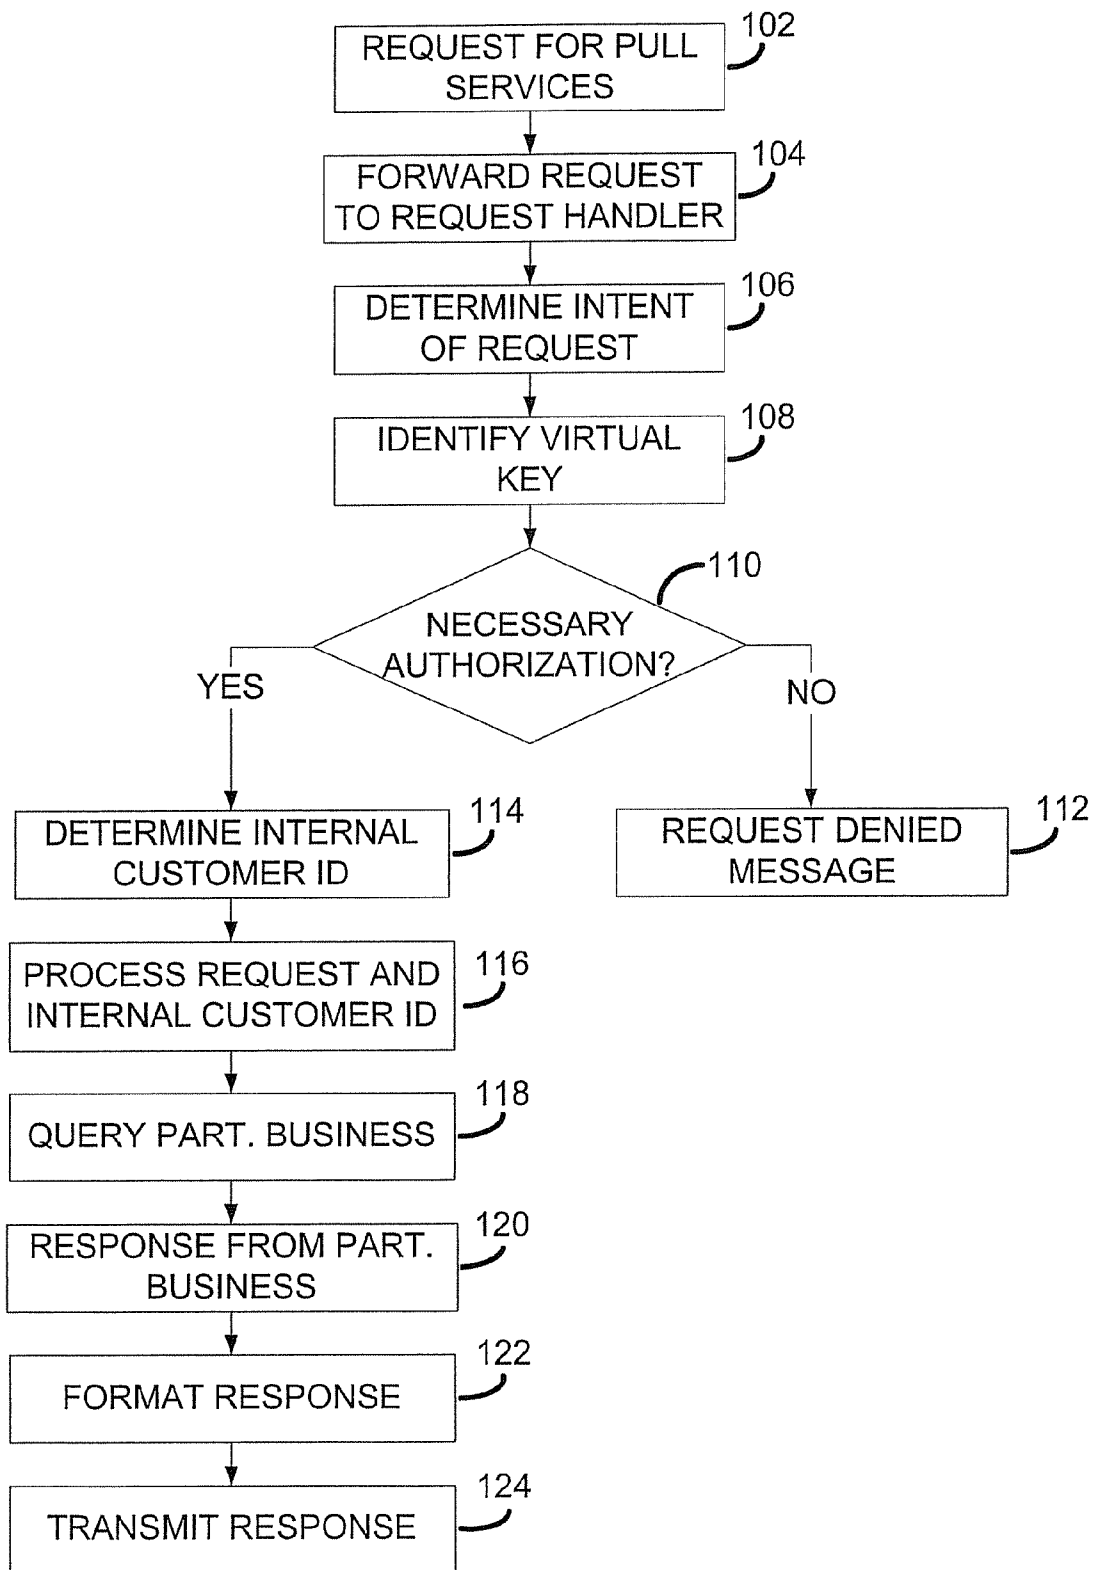 102
REQUEST FOR PULL
SERVICES
104
FORWARD REQUEST
TO REQUEST HANDLER
106
DETERMINE INTENT
OF REQUEST
108
IDENTIFY VIRTUAL
KEY
110
NECESSARY
AUTHORIZATION?
YES
NO
114
DETERMINE INTERNAL
CUSTOMER ID
112
REQUEST DENIED
MESSAGE
116
PROCESS REQUEST AND
INTERNAL CUSTOMER ID
118
QUERY PART. BUSINESS
120
RESPONSE FROM PART.
BUSINESS
122
FORMAT RESPONSE
124
TRANSMIT RESPONSE